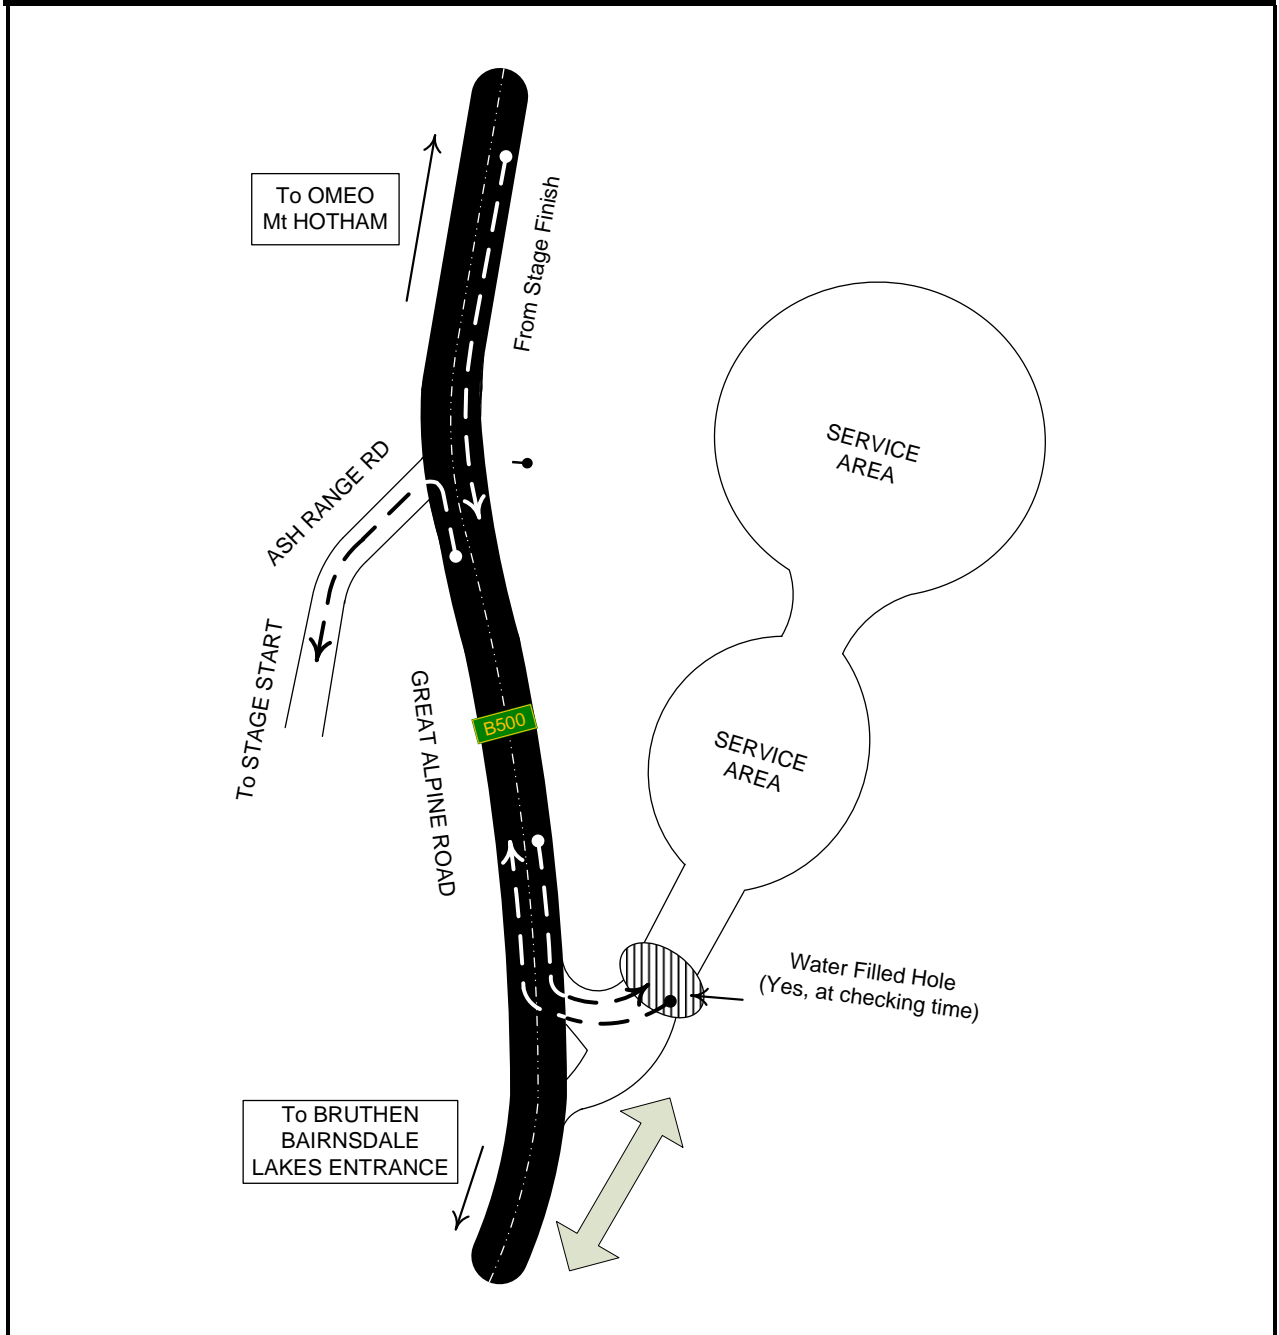 To OMEO
Mt HOTHAM
From Stage Finish
SERVICE
AREA
ASH RANGE RD
To STAGE START
GREAT ALPINE ROAD
B500
SERVICE
AREA
Water Filled Hole
(Yes, at checking time)
To BRUTHEN
BAIRNSDALE
LAKES ENTRANCE